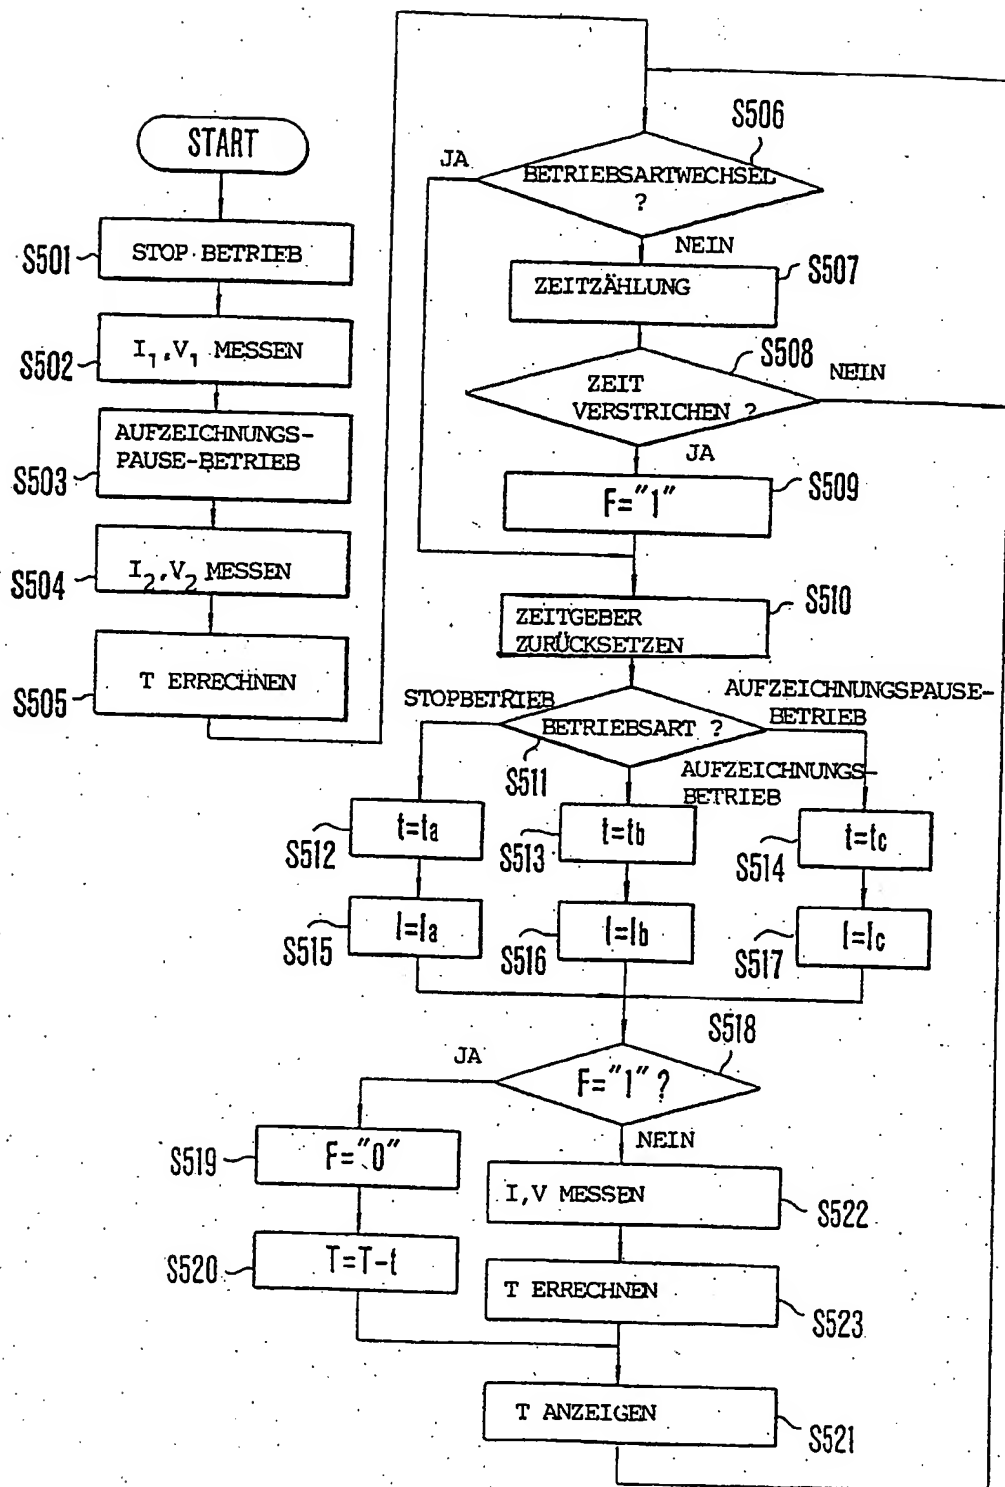 START
S501
STOP BETRIEB
S502
I₁,V₁ MESSEN
S503
AUFZEICHNUNGS-
PAUSE-BETRIEB
S504
I₂,V₂ MESSEN
S505
T ERRECHNEN
S506
JA
BETRIEBSARTWECHSEL
?
NEIN
S507
ZEITZÄHLUNG
S508
NEIN
ZEIT
VERSTRICHEN ?
JA
S509
F="1"
S510
ZEITGEBER
ZURÜCKSETZEN
STOPBETRIEB
AUFZEICHNUNGSPAUSE-
BETRIEB
BETRIEBSART ?
S511
AUFZEICHNUNGS-
BETRIEB
S512
t=ta
S513
t=tb
S514
t=tc
S515
I=Ia
S516
I=Ib
S517
I=Ic
S518
JA
F="1"?
NEIN
S519
F="0"
I,V MESSEN
S522
S520
T=T-t
T ERRECHNEN
S523
T ANZEIGEN
S521